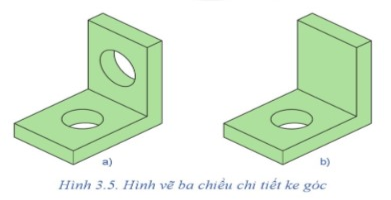 a)
b)
Hình 3.5. Hình vẽ ba chiều chi tiết ke góc